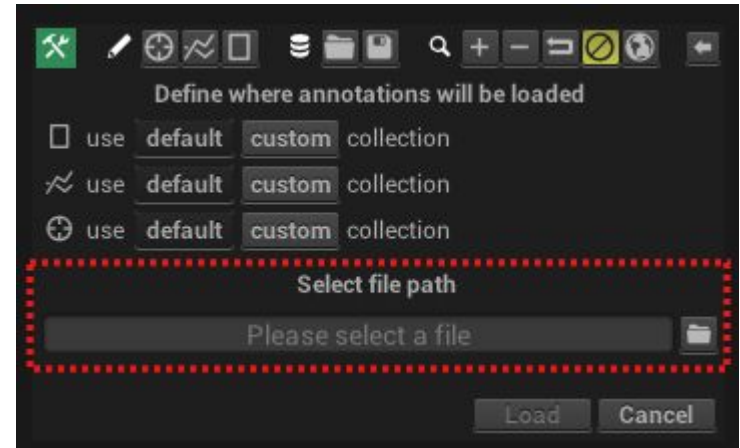 Define where annotations will be loaded
use default custom collection
use default custom collection
use default custom collection
Select file path
Please select a file
Load Cancel